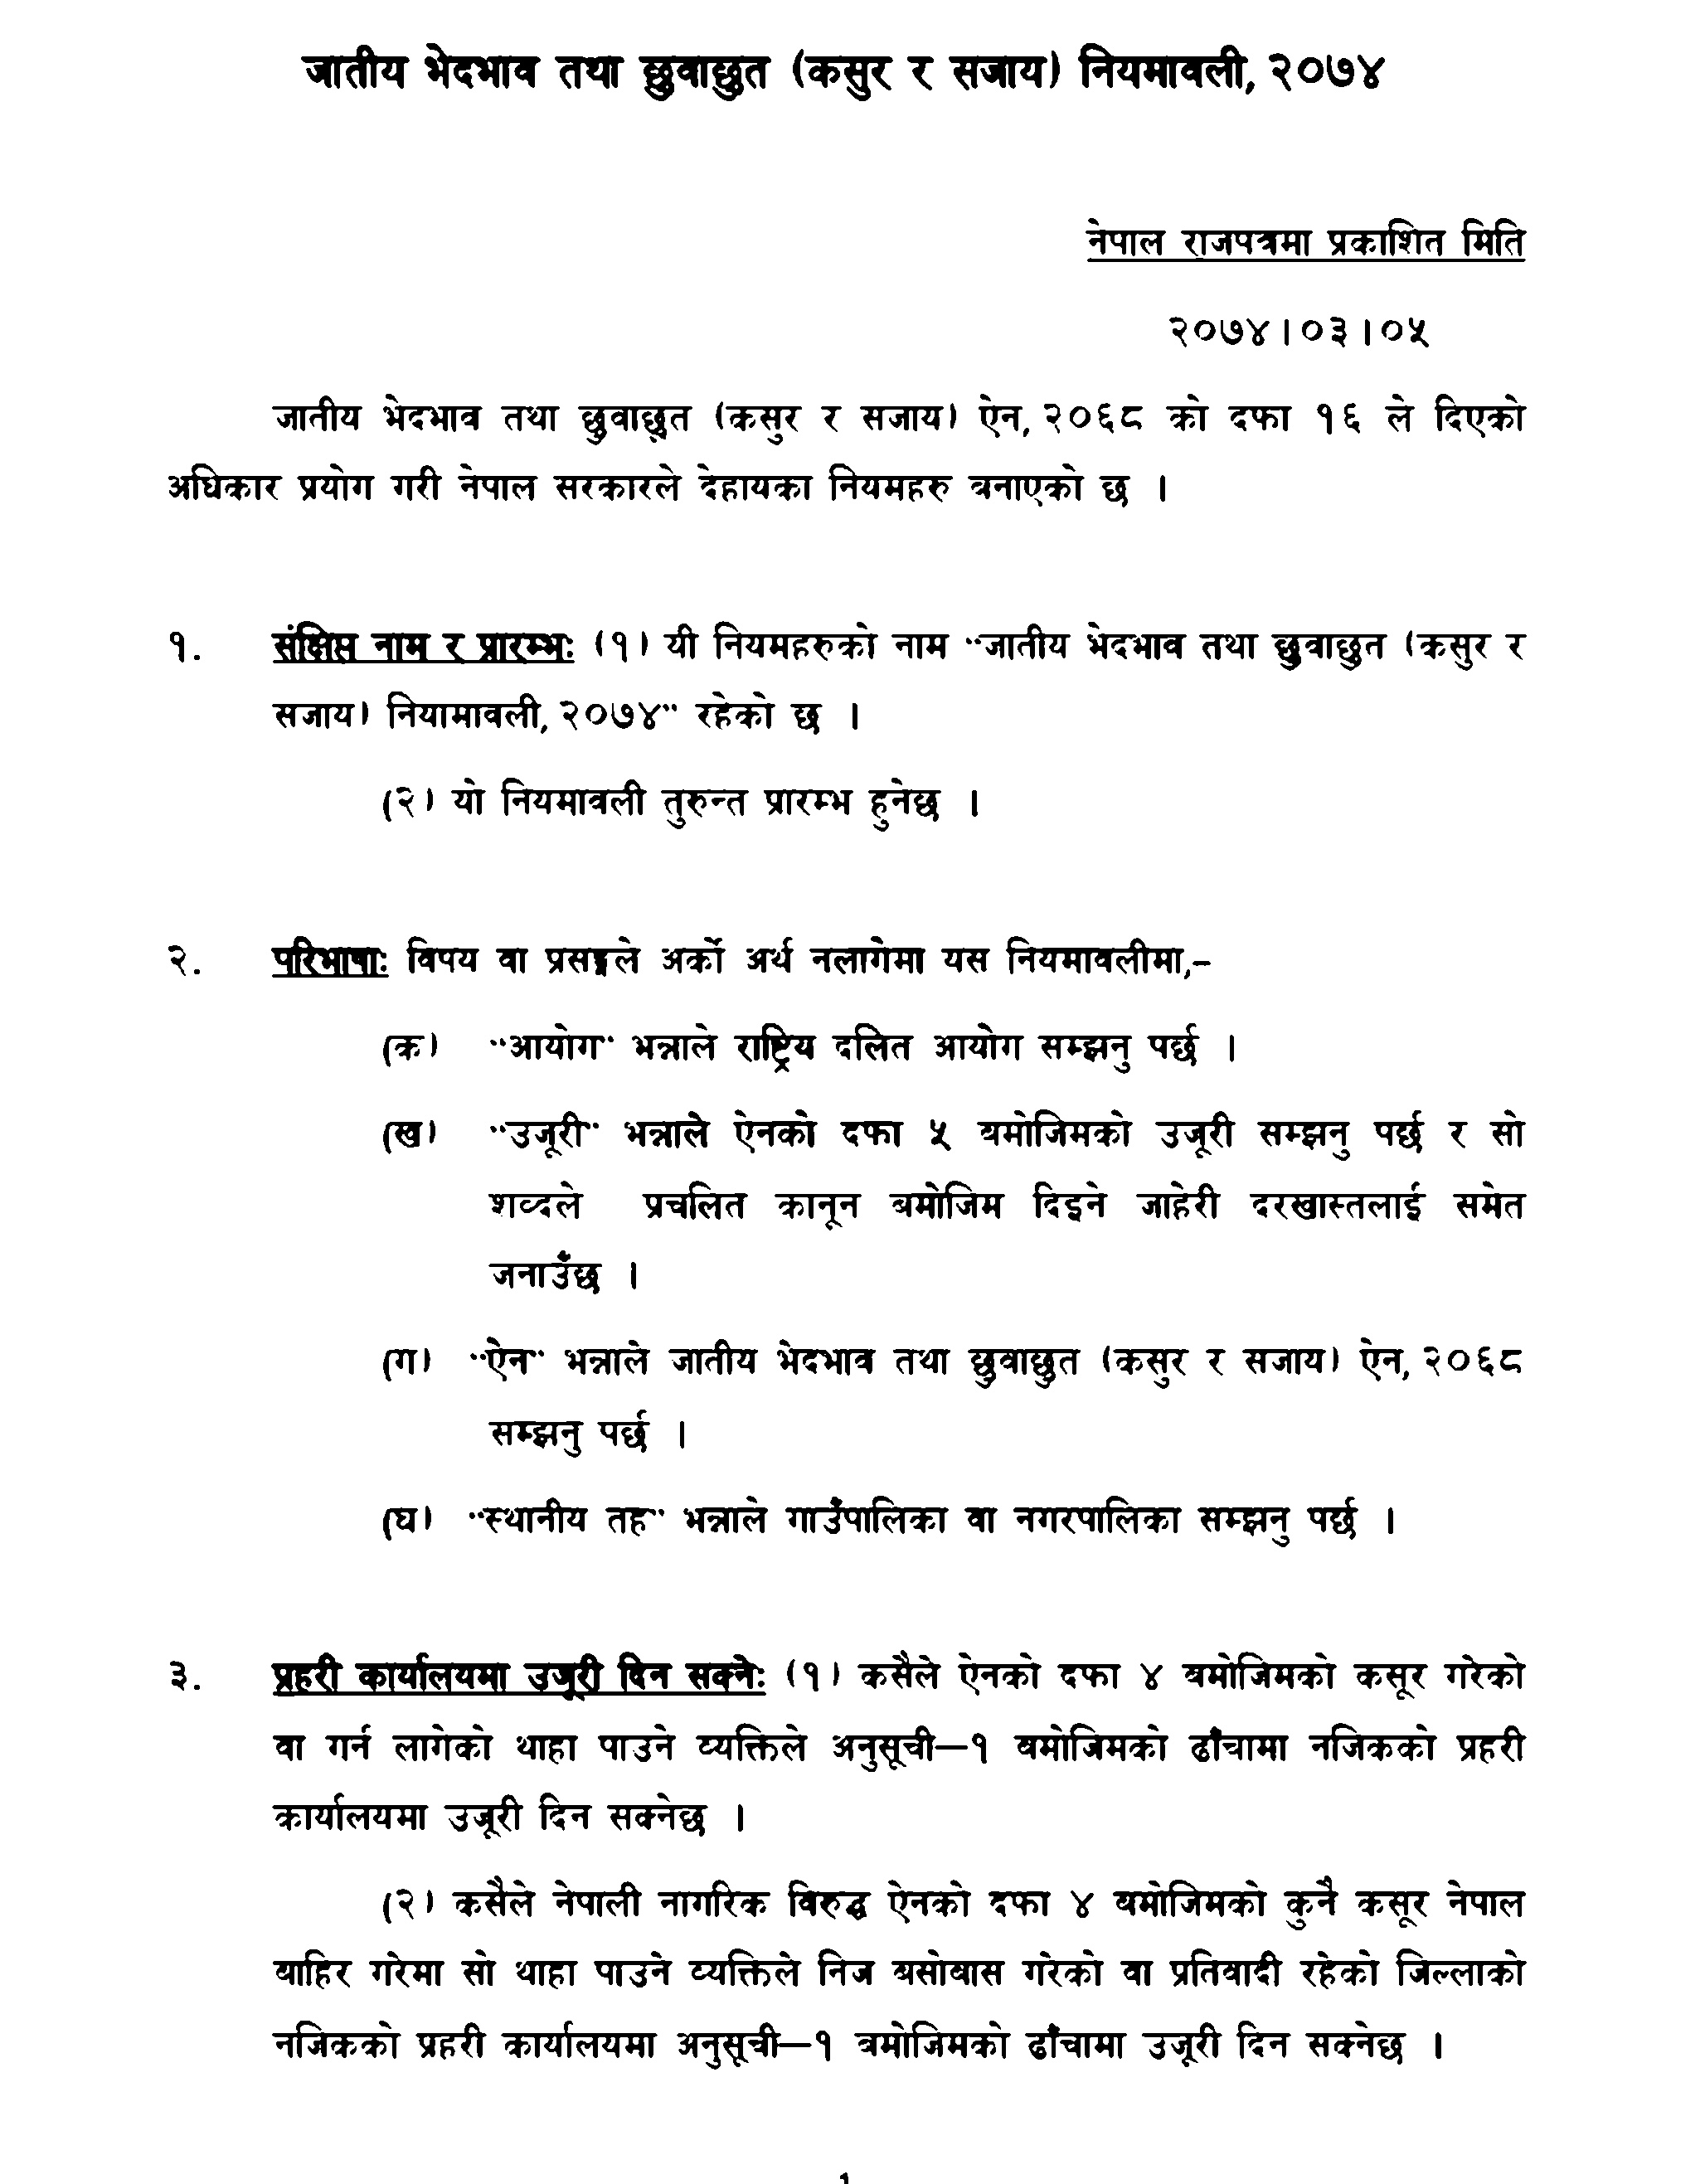 जातीय भेदभाव तथा छुवाछुत (कसुर र सजाय) नियमावली, २०७४
नेपाल राजपत्रमा प्रकाशित मिति
२०७४।०३।०५
जातीय भेदभाव तथा छुवाछुत (कसुर र सजाय) ऐन, २०६८ को दफा १६ ले दिएको
अधिकार प्रयोग गरी नेपाल सरकारले देहायका नियमहरु बनाएको छ ।
१. संक्षिप्त नाम र प्रारम्भः (१) यी नियमहरुको नाम "जातीय भेदभाव तथा छुवाछुत (कसुर र
सजाय) नियामावली, २०७४" रहेको छ ।
(२) यो नियमावली तुरुन्त प्रारम्भ हुनेछ ।
२. परिभाषाः विषय वा प्रसङ्गले अर्को अर्थ नलागेमा यस नियमावलीमा,–
(क) "आयोग" भन्नाले राष्ट्रिय दलित आयोग सम्झनु पर्छ ।
(ख) "उजूरी" भन्नाले ऐनको दफा ५ बमोजिमको उजूरी सम्झनु पर्छ र सो
शब्दले प्रचलित कानून बमोजिम दिइने जाहेरी दरखास्तलाई समेत
जनाउँछ ।
(ग) "ऐन" भन्नाले जातीय भेदभाव तथा छुवाछुत (कसुर र सजाय) ऐन, २०६८
सम्झनु पर्छ ।
(घ) "स्थानीय तह" भन्नाले गाउँपालिका वा नगरपालिका सम्झनु पर्छ ।
३. प्रहरी कार्यालयमा उजूरी दिन सक्नेः (१) कसैले ऐनको दफा ४ बमोजिमको कसूर गरेको
वा गर्न लागेको थाहा पाउने व्यक्तिले अनुसूची—१ बमोजिमको ढाँचामा नजिकको प्रहरी
कार्यालयमा उजूरी दिन सक्नेछ ।
(२) कसैले नेपाली नागरिक विरुद्ध ऐनको दफा ४ बमोजिमको कुनै कसूर नेपाल
बाहिर गरेमा सो थाहा पाउने व्यक्तिले निज बसोबास गरेको वा प्रतिवादी रहेको जिल्लाको
नजिकको प्रहरी कार्यालयमा अनुसूची—१ बमोजिमको ढाँचामा उजूरी दिन सक्नेछ ।